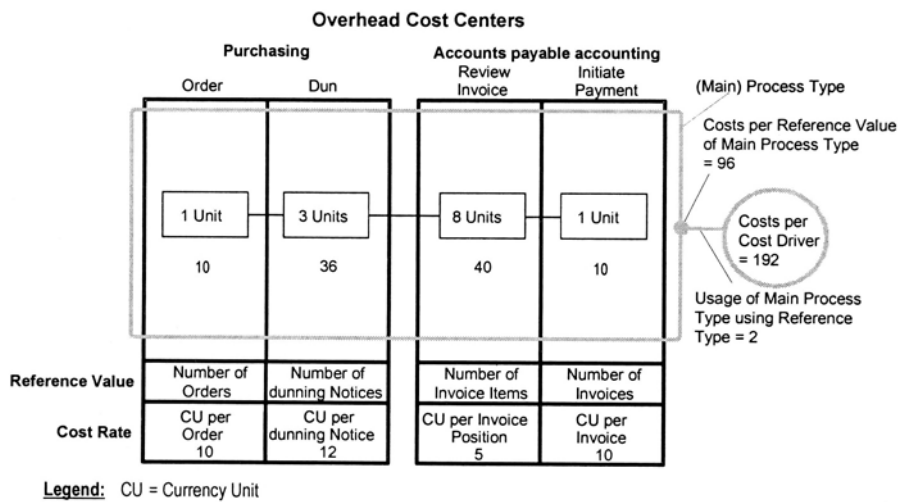 Overhead Cost Centers
Purchasing
Accounts payable accounting
Order
Dun
Review
Invoice
Initiate
Payment
(Main) Process Type
Costs per Reference Value
of Main Process Type
= 96
1 Unit
3 Units
8 Units
1 Unit
10
36
40
10
Costs per
Cost Driver
= 192
Usage of Main Process
Type using Reference
Type = 2
Reference Value
Number of
Orders
Number of
dunning Notices
Number of
Invoice Items
Number of
Invoices
Cost Rate
CU per
Order
10
CU per
dunning Notice
12
CU per Invoice
Position
5
CU per
Invoice
10
Legend: CU = Currency Unit